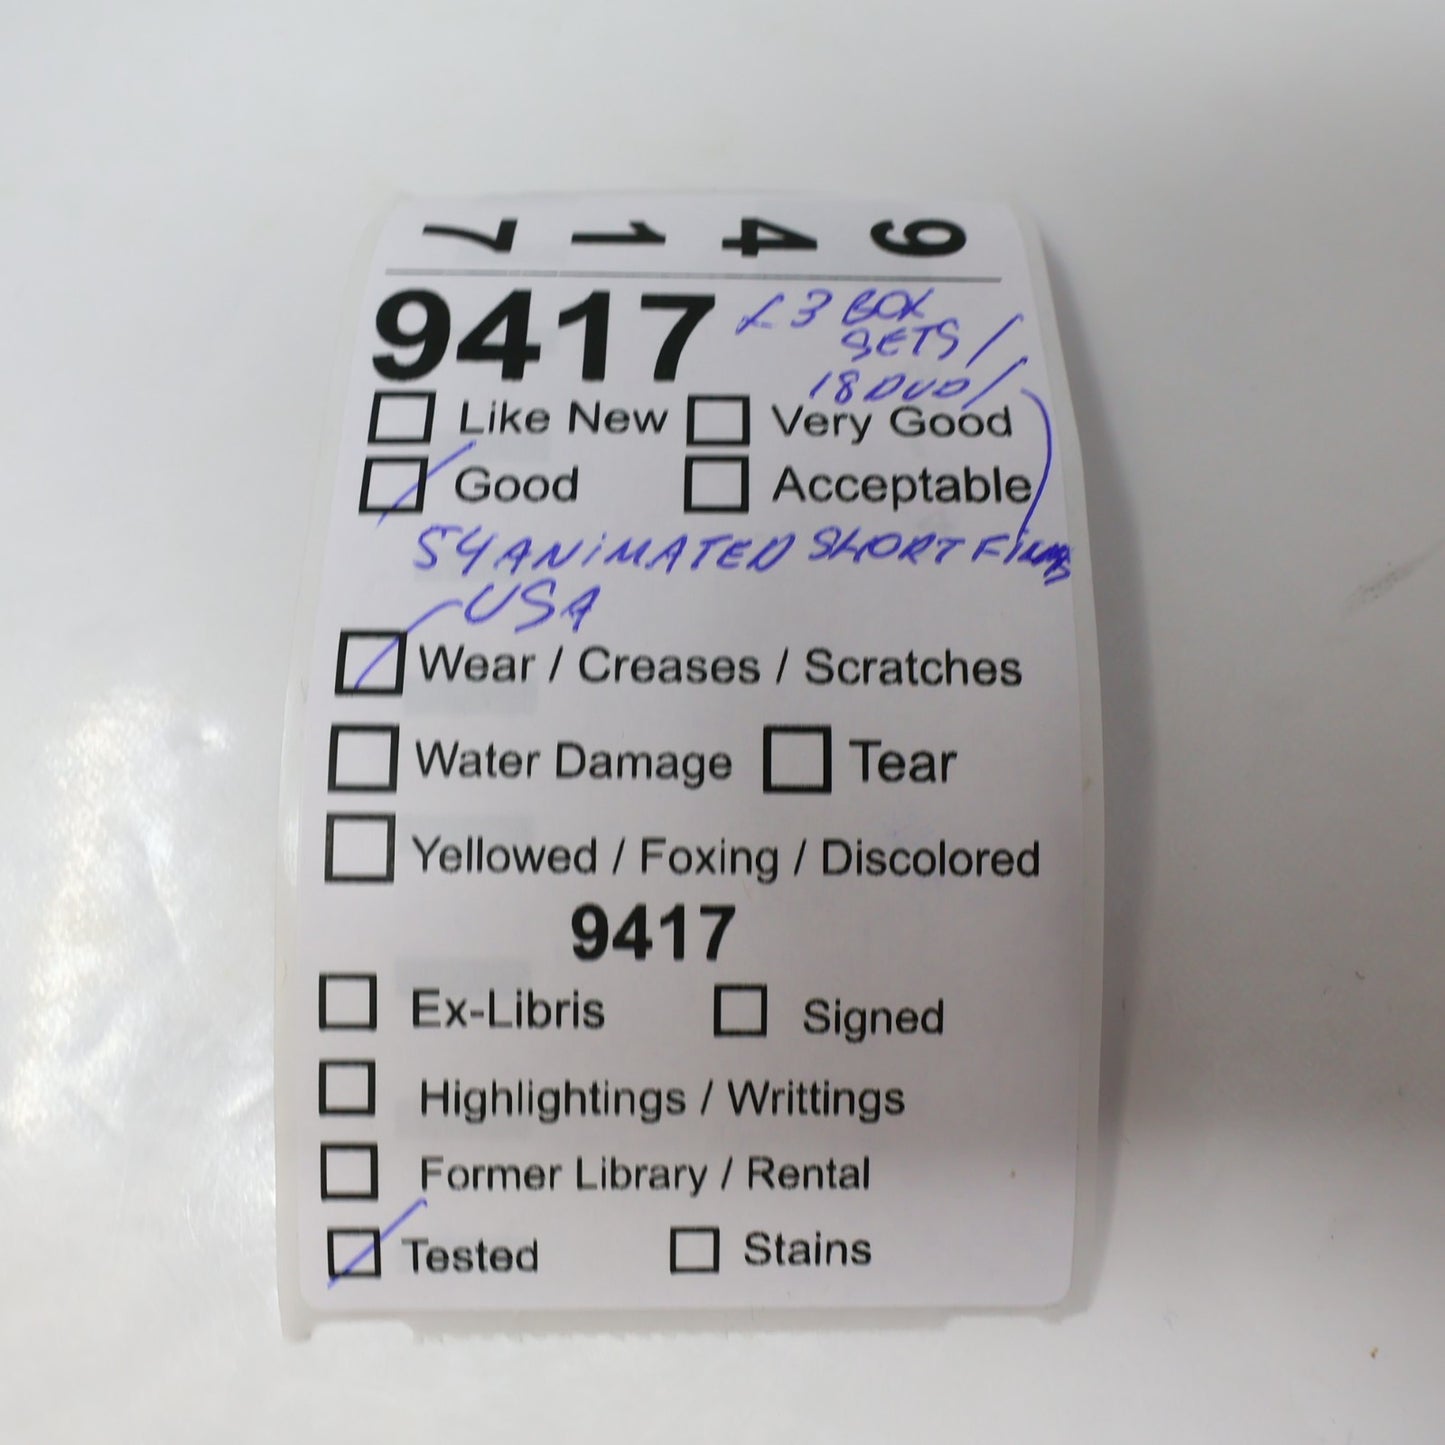 9417
9417 £3 BOX
SETS/
18 DVD/
Like New Very Good
Good Acceptable
54 ANIMATED SHORT FILMS
USA
Wear / Creases / Scratches
Water Damage Tear
Yellowed / Foxing / Discolored
9417
Ex-Libris Signed
Highlightings / Writtings
Former Library / Rental
Tested Stains